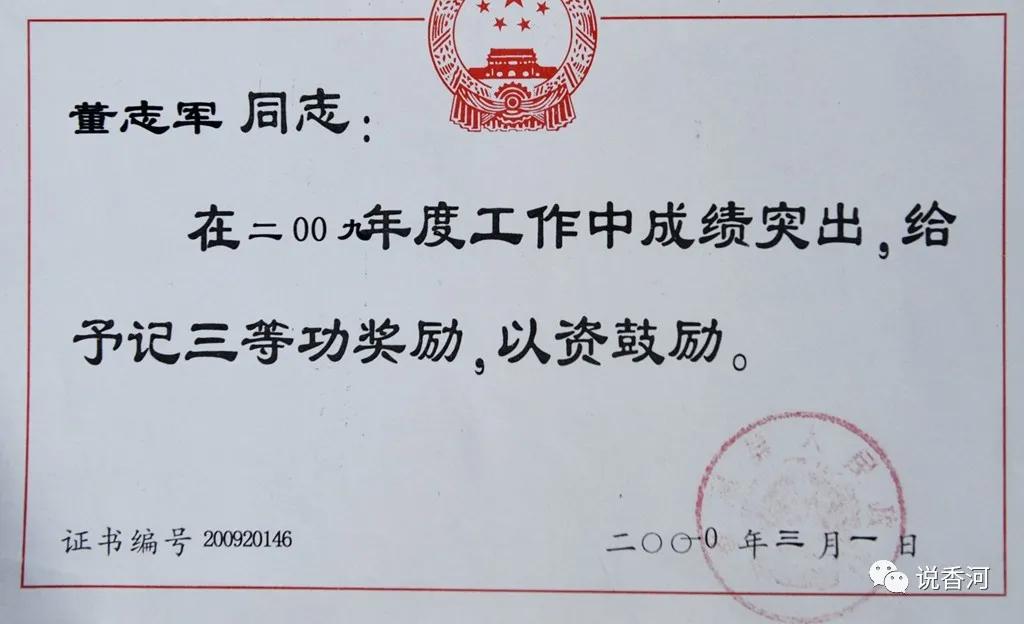 董志军 同志：
在二00九年度工作中成绩突出，给
予记三等功奖励，以资鼓励。
证书编号 200920146
二〇〇一0 年 三 月 一 日
说香河